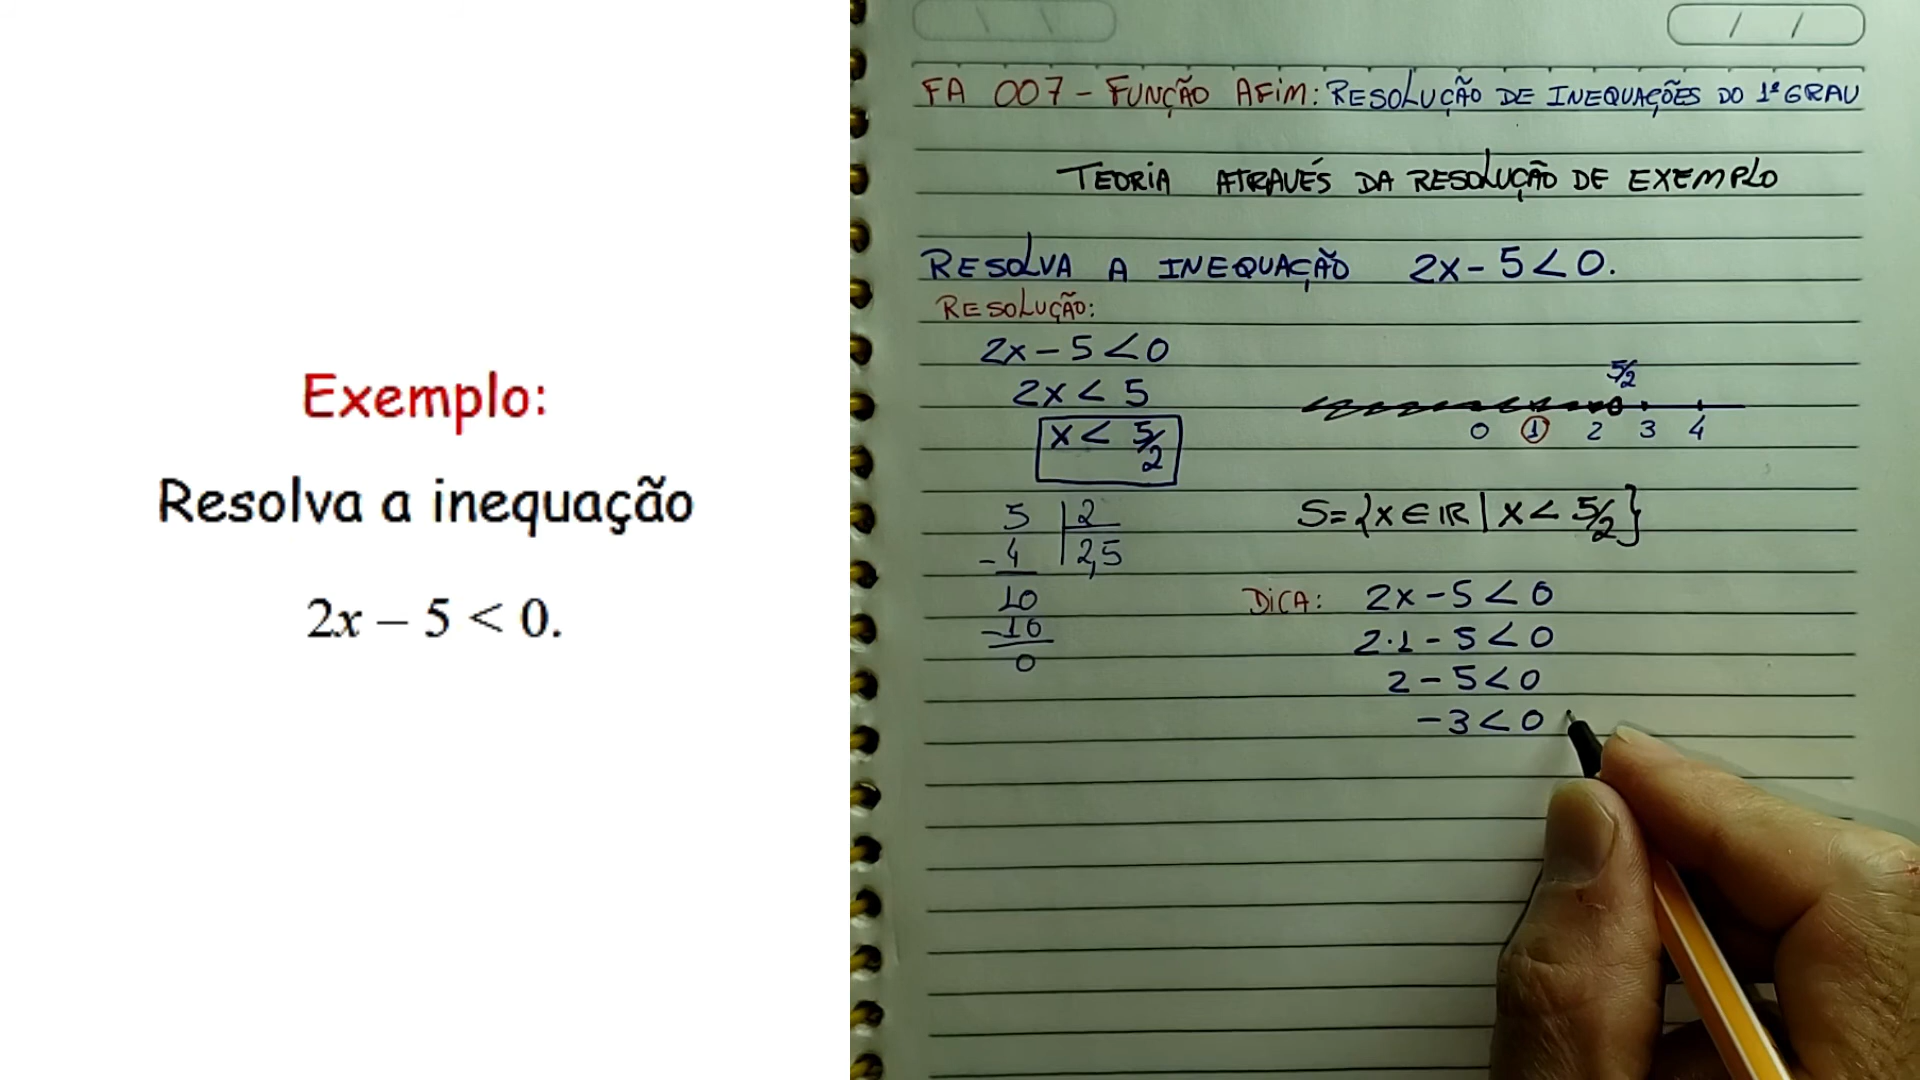 Exemplo:
Resolva a inequação
2x – 5 < 0.
FA 007 - FUNÇÃO AFIM: RESOLUÇÃO DE INEQUAÇÕES DO 1º GRAU
TEORIA ATRAVÉS DA RESOLUÇÃO DE EXEMPLO
RESOLVA A INEQUAÇÃO 2x - 5 < 0.
RESOLUÇÃO:
2x - 5 < 0
2x < 5
x < 5/2
5 | 2
- 4 | 2,5
10
- 10
0
5/2
0 1 2 3 4
S = {x ∈ IR | x < 5/2}
DICA: 2x - 5 < 0
2·1 - 5 < 0
2 - 5 < 0
- 3 < 0